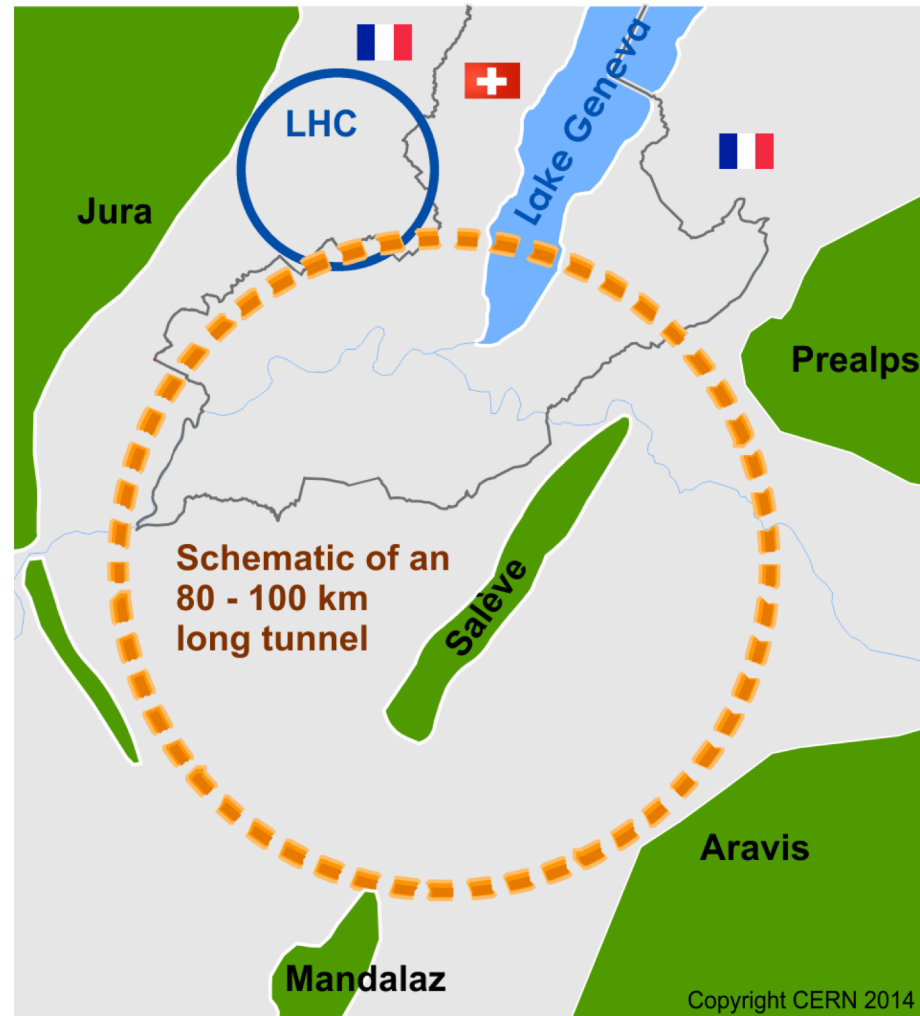 LHC
Lake Geneva
Jura
Prealps
Schematic of an
80 - 100 km
long tunnel
Salève
Aravis
Mandalaz
Copyright CERN 2014